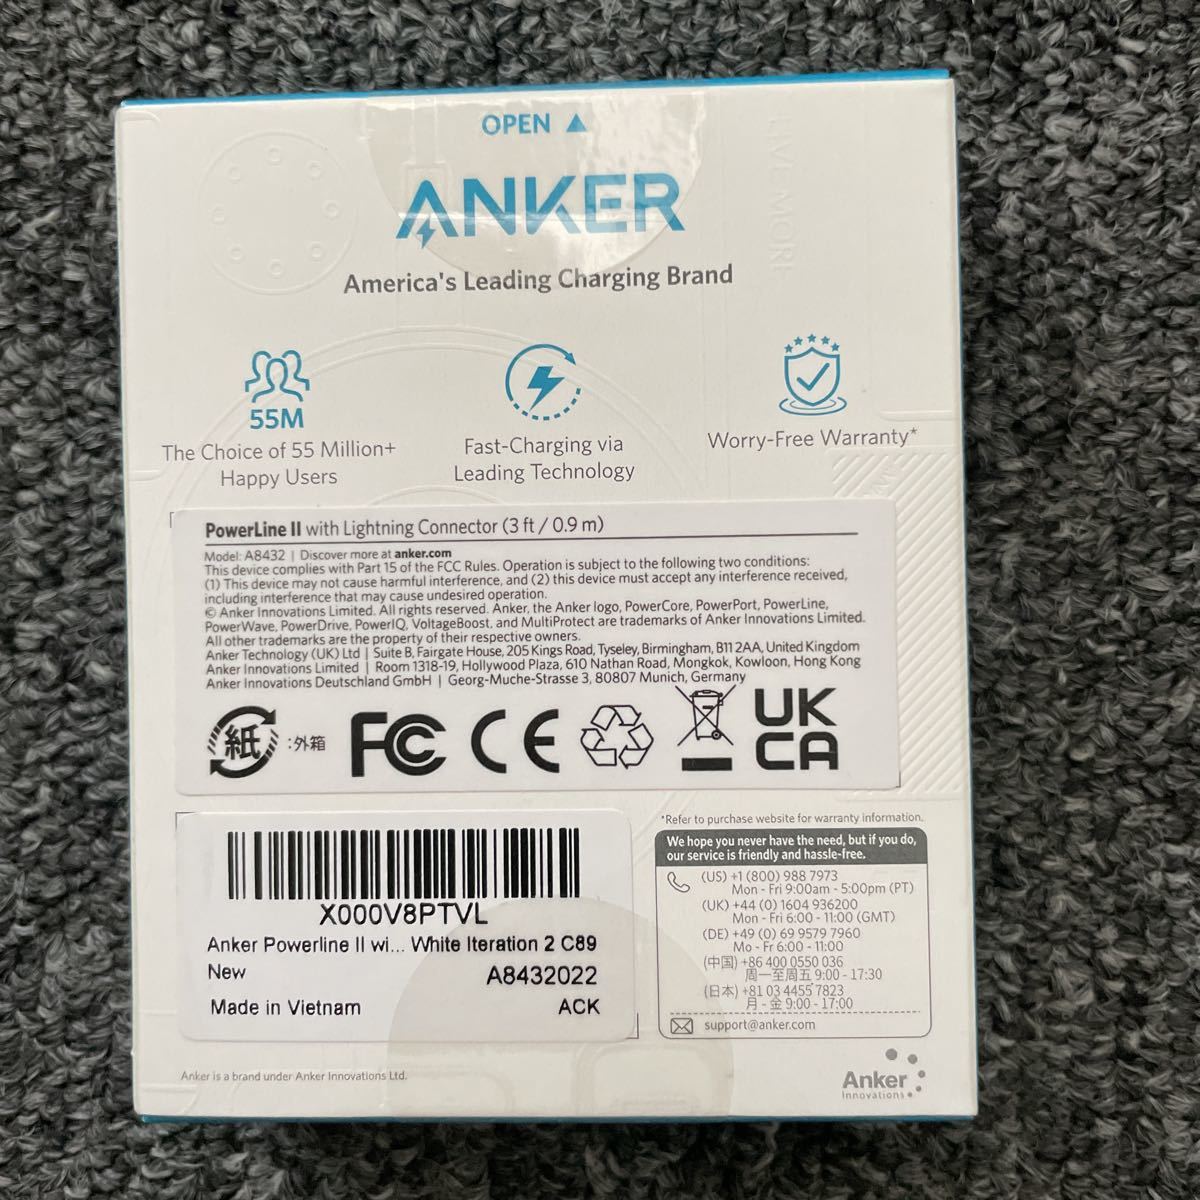 OPEN ▲
ANKER
America's Leading Charging Brand
55M
The Choice of 55 Million+
Happy Users
Fast-Charging via
Leading Technology
Worry-Free Warranty*
PowerLine II with Lightning Connector (3 ft / 0.9 m)
Model: A8432 | Discover more at anker.com
This device complies with Part 15 of the FCC Rules. Operation is subject to the following two conditions:
(1) This device may not cause harmful interference, and (2) this device must accept any interference received,
including interference that may cause undesired operation.
© Anker Innovations Limited. All rights reserved. Anker, the Anker logo, PowerCore, PowerPort, PowerLine,
PowerWave, PowerDrive, PowerIQ, VoltageBoost, and MultiProtect are trademarks of Anker Innovations Limited.
All other trademarks are the property of their respective owners.
Anker Technology (UK) Ltd | Suite B, Fairgate House, 205 Kings Road, Tyseley, Birmingham, B11 2AA, United Kingdom
Anker Innovations Limited | Room 1318-19, Hollywood Plaza, 610 Nathan Road, Mongkok, Kowloon, Hong Kong
Anker Innovations Deutschland GmbH | Georg-Muche-Strasse 3, 80807 Munich, Germany
紙 :外箱 FC CE UK
CA
X000V8PTVL
Anker Powerline II wi... White Iteration 2 C89
New A8432022
Made in Vietnam ACK
*Refer to purchase website for warranty information.
We hope you never have the need, but if you do,
our service is friendly and hassle-free.
(US) +1 (800) 988 7973
Mon - Fri 9:00am - 5:00pm (PT)
(UK) +44 (0) 1604 936200
Mon - Fri 6:00 - 11:00 (GMT)
(DE) +49 (0) 69 9579 7960
Mo - Fr 6:00 - 11:00
(中国) +86 400 0550 036
周一至周五 9:00 - 17:30
(日本) +81 03 4455 7823
月 - 金 9:00 - 17:00
support@anker.com
Anker is a brand under Anker Innovations Ltd.
Anker
Innovations